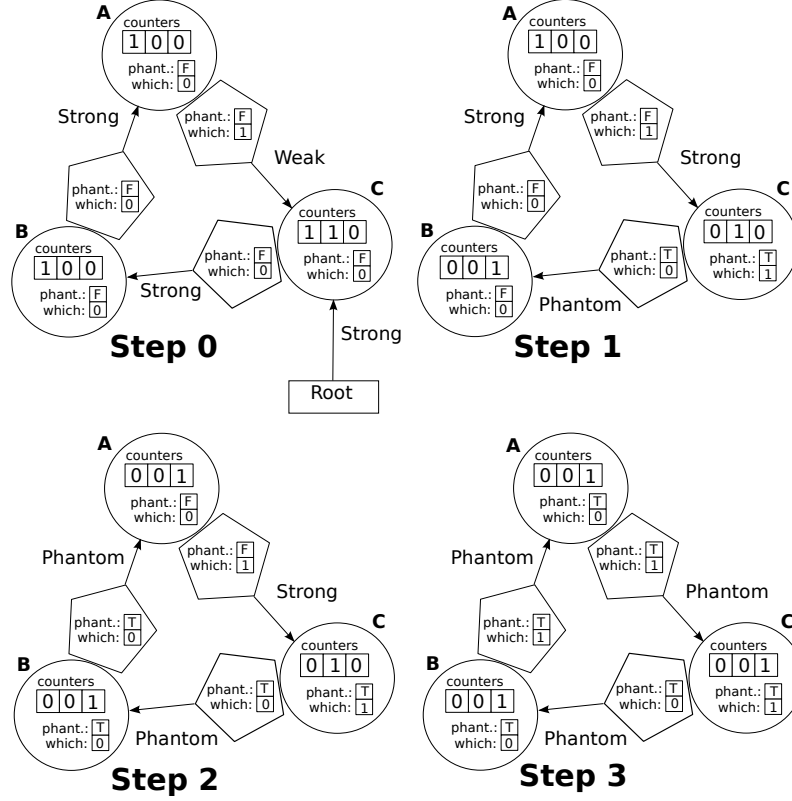 A
counters
1 0 0
phant.: F
which: 0
Strong
phant.: F
which: 1
Weak
C
counters
1 1 0
phant.: F
which: 0
phant.: F
which: 0
B
counters
1 0 0
phant.: F
which: 0
phant.: F
which: 0
Strong
Strong
Root
Step 0
A
counters
1 0 0
phant.: F
which: 0
Strong
phant.: F
which: 1
Strong
C
counters
0 1 0
phant.: T
which: 1
phant.: F
which: 0
B
counters
0 0 1
phant.: F
which: 0
phant.: T
which: 0
Phantom
Step 1
A
counters
0 0 1
phant.: F
which: 0
Phantom
phant.: F
which: 1
Strong
C
counters
0 1 0
phant.: T
which: 1
phant.: T
which: 0
B
counters
0 0 1
phant.: T
which: 0
phant.: T
which: 0
Phantom
Step 2
A
counters
0 0 1
phant.: T
which: 0
Phantom
phant.: T
which: 1
Phantom
C
counters
0 0 1
phant.: T
which: 1
phant.: T
which: 1
B
counters
0 0 1
phant.: T
which: 0
phant.: T
which: 0
Phantom
Step 3